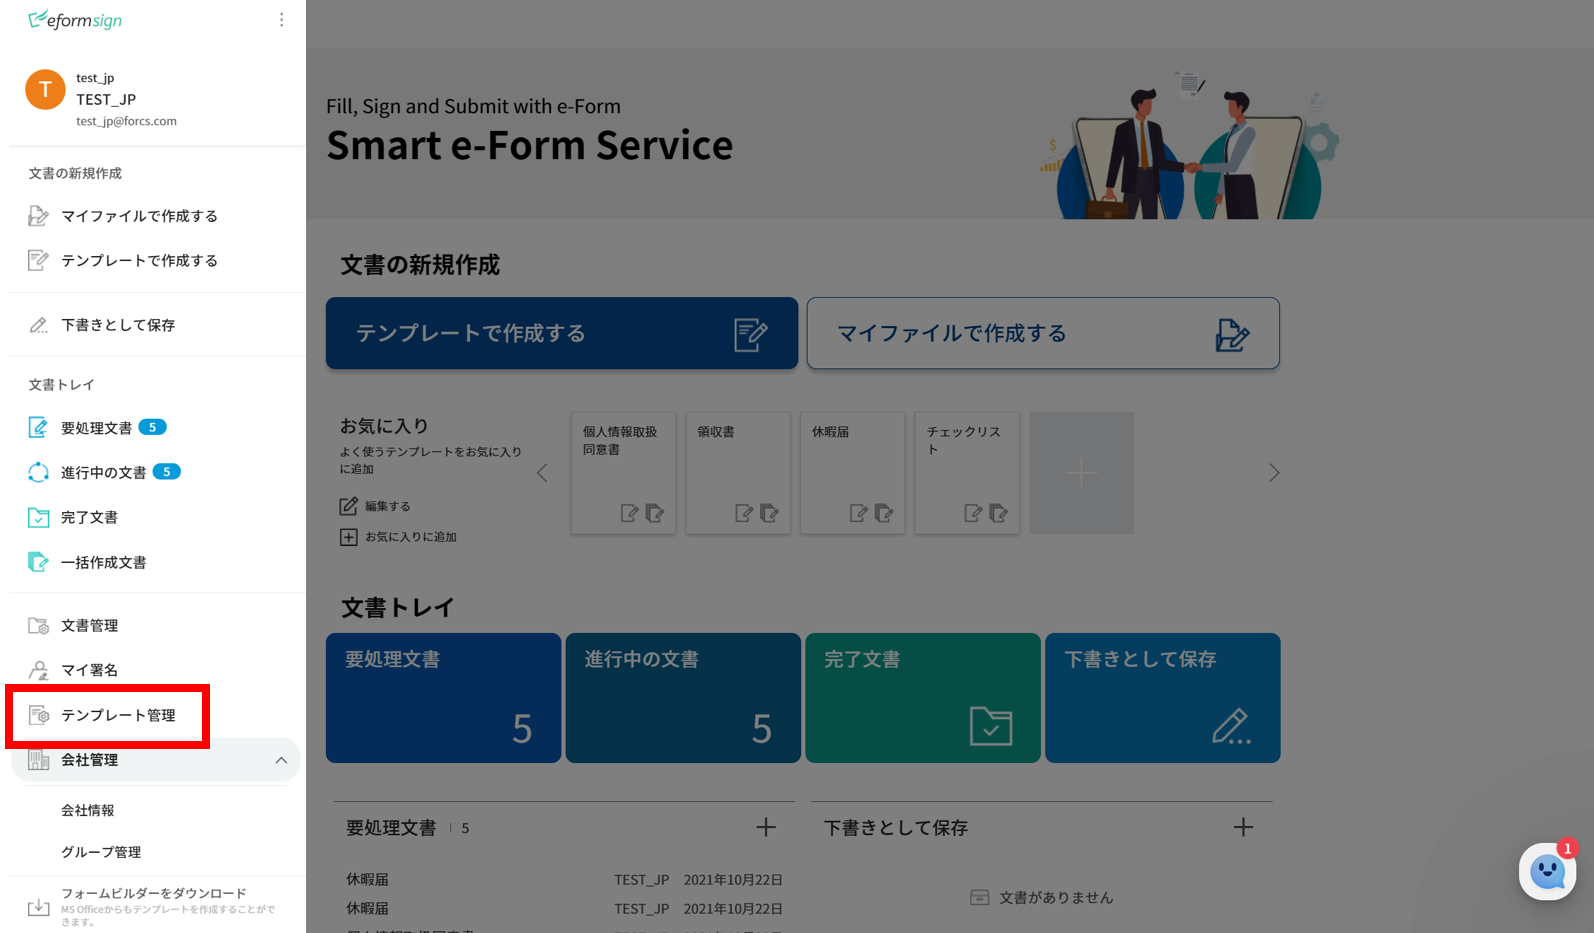 eformsign
T
test_jp
TEST_JP
test_jp@forcs.com
文書の新規作成
マイファイルで作成する
テンプレートで作成する
下書きとして保存
文書トレイ
要処理文書 5
進行中の文書 5
完了文書
一括作成文書
文書管理
マイ署名
テンプレート管理
会社管理
会社情報
グループ管理
フォームビルダーをダウンロード
MS Officeからもテンプレートを作成することがで
きます。
Fill, Sign and Submit with e-Form
Smart e-Form Service
文書の新規作成
テンプレートで作成する
マイファイルで作成する
お気に入り
よく使うテンプレートをお気に入り
に追加
編集する
お気に入りに追加
個人情報取扱
同意書
領収書
休暇届
チェックリス
ト
文書トレイ
要処理文書
5
進行中の文書
5
完了文書
下書きとして保存
要処理文書 | 5
休暇届 TEST_JP 2021年10月22日
休暇届 TEST_JP 2021年10月22日
下書きとして保存
文書がありません
1